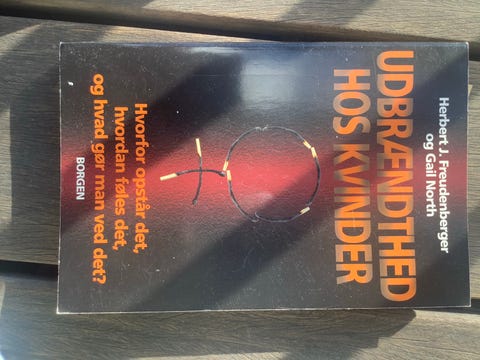 Herbert J. Freudenberger
og Gail North
UDBRÆNDTHED
HOS KVINDER
Hvorfor opstår det,
hvordan føles det,
og hvad gør man ved det?
BORGEN